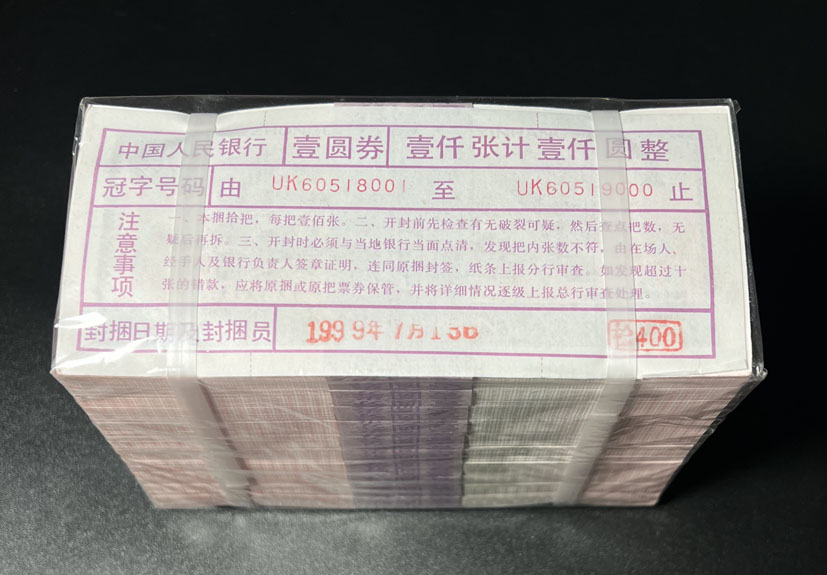 中国人民银行 壹圆券 壹仟张计壹仟圆整
冠字号码 由 UK60518001 至 UK60519000 止
注意事项
一、本捆拾把，每把壹佰张。二、开封前先检查有无破裂可疑，然后查点把数，无
疑后再拆。三、开封时必须与当地银行当面点清，发现把内张数不符，由在场人、
经手人及银行负责人签章证明，连同原捆封签，纸条上报分行审查。如发现超过十
张的错款，应将原捆或原把票券保管，并将详细情况逐级上报总行审查处理。
封捆日期及封捆员 1999年7月13日 400